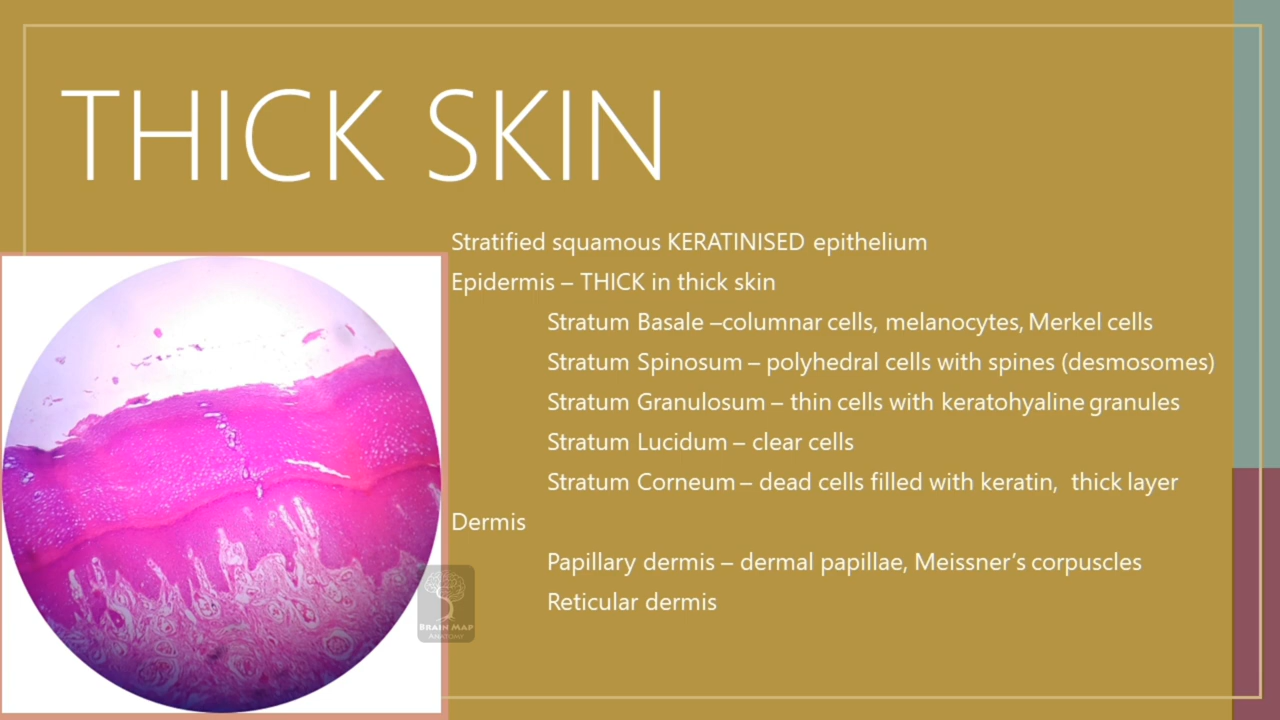 THICK SKIN
Stratified squamous KERATINISED epithelium
Epidermis – THICK in thick skin
Stratum Basale –columnar cells, melanocytes, Merkel cells
Stratum Spinosum – polyhedral cells with spines (desmosomes)
Stratum Granulosum – thin cells with keratohyaline granules
Stratum Lucidum – clear cells
Stratum Corneum – dead cells filled with keratin, thick layer
Dermis
Papillary dermis – dermal papillae, Meissner’s corpuscles
Reticular dermis
BRAIN MAP
ANATOMY